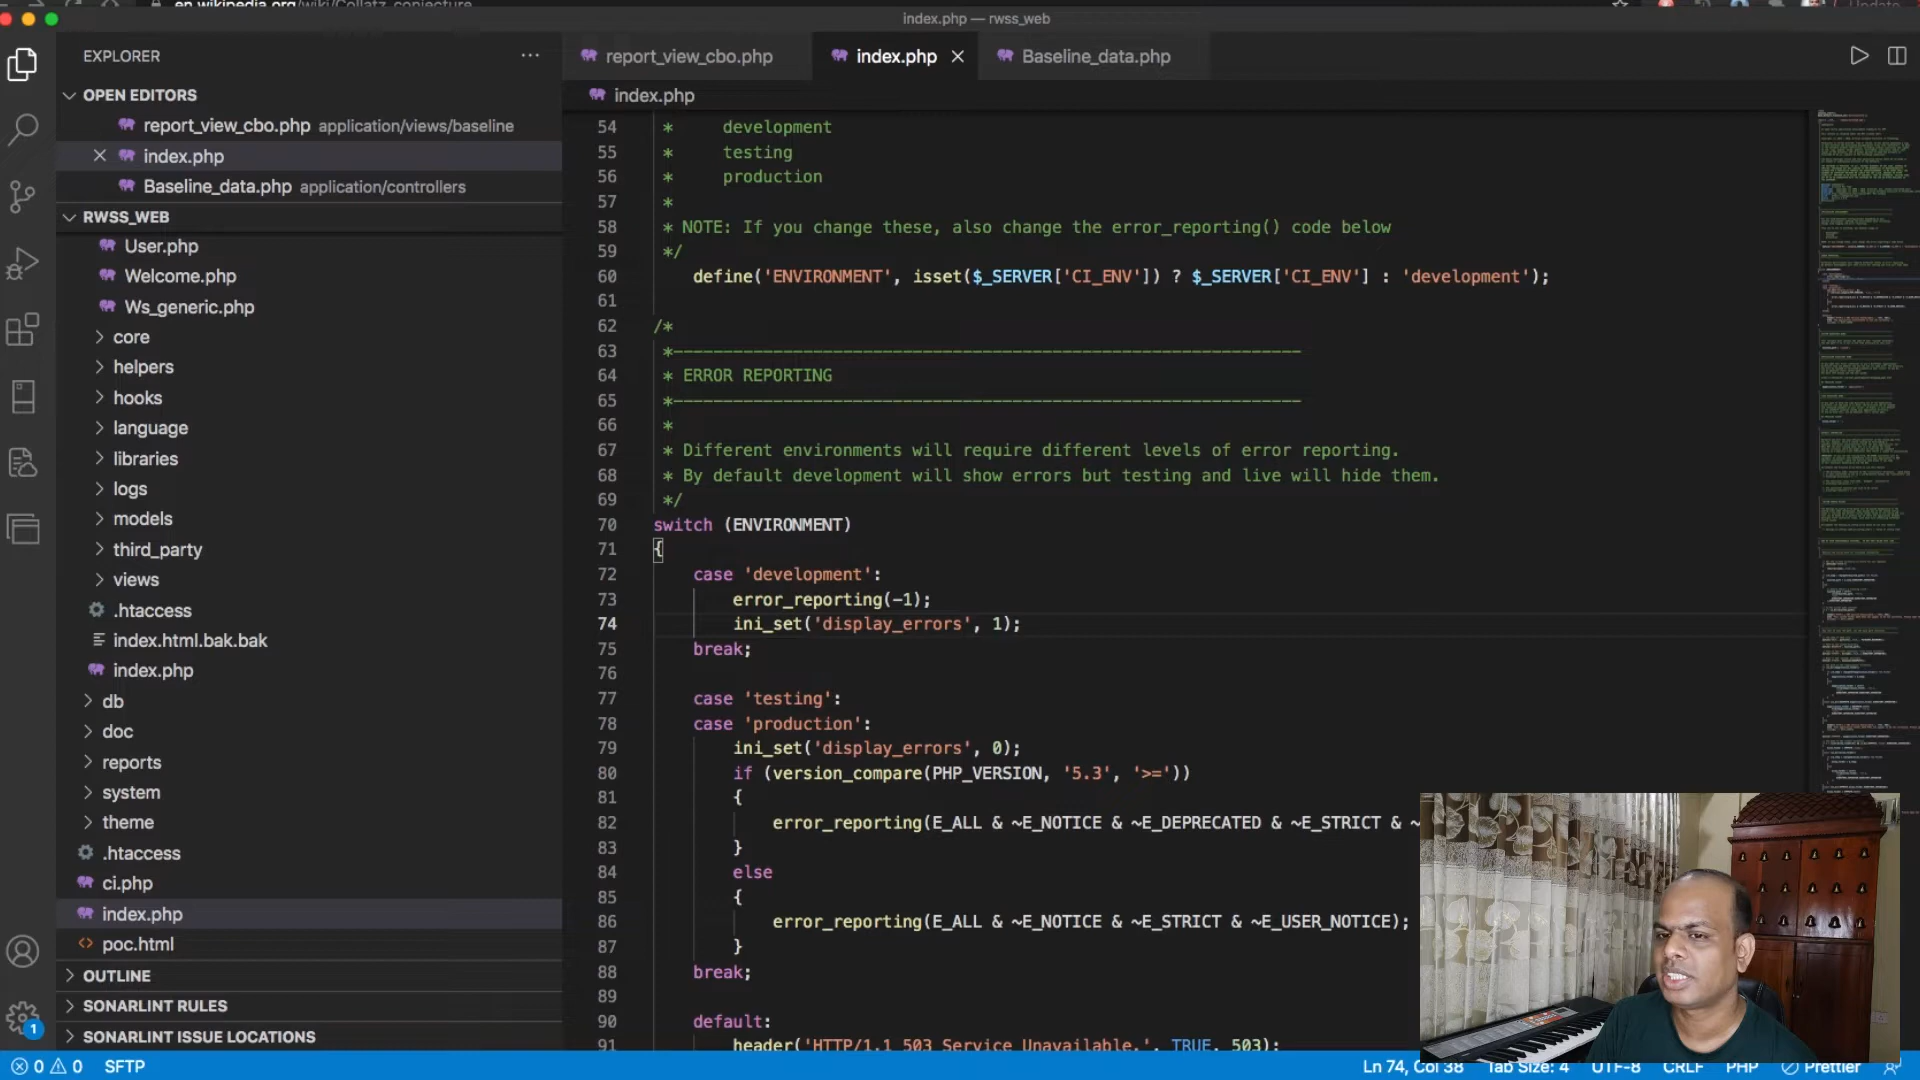 en.wikipedia.org/wiki/Collatz_conjecture
Update
index.php — rwss_web
EXPLORER
report_view_cbo.php
index.php
Baseline_data.php
OPEN EDITORS
report_view_cbo.php application/views/baseline
index.php
Baseline_data.php application/controllers
RWSS_WEB
User.php
Welcome.php
Ws_generic.php
core
helpers
hooks
language
libraries
logs
models
third_party
views
.htaccess
index.html.bak.bak
index.php
db
doc
reports
system
theme
.htaccess
ci.php
index.php
poc.html
OUTLINE
SONARLINT RULES
SONARLINT ISSUE LOCATIONS
index.php
54 * development
55 * testing
56 * production
57 *
58 * NOTE: If you change these, also change the error_reporting() code below
59 */
60 define('ENVIRONMENT', isset($_SERVER['CI_ENV']) ? $_SERVER['CI_ENV'] : 'development');
61
62 /*
63 *---------------------------------------------------------------
64 * ERROR REPORTING
65 *---------------------------------------------------------------
66 *
67 * Different environments will require different levels of error reporting.
68 * By default development will show errors but testing and live will hide them.
69 */
70 switch (ENVIRONMENT)
71 {
72 case 'development':
73 error_reporting(-1);
74 ini_set('display_errors', 1);
75 break;
76
77 case 'testing':
78 case 'production':
79 ini_set('display_errors', 0);
80 if (version_compare(PHP_VERSION, '5.3', '>='))
81 {
82 error_reporting(E_ALL & ~E_NOTICE & ~E_DEPRECATED & ~E_STRICT & ~
83 }
84 else
85 {
86 error_reporting(E_ALL & ~E_NOTICE & ~E_STRICT & ~E_USER_NOTICE);
87 }
88 break;
89
90 default:
91 header('HTTP/1.1 503 Service Unavailable.', TRUE, 503);
1
0 0 SFTP
Ln 74, Col 38 Tab Size: 4 UTF-8 CRLF PHP Prettier